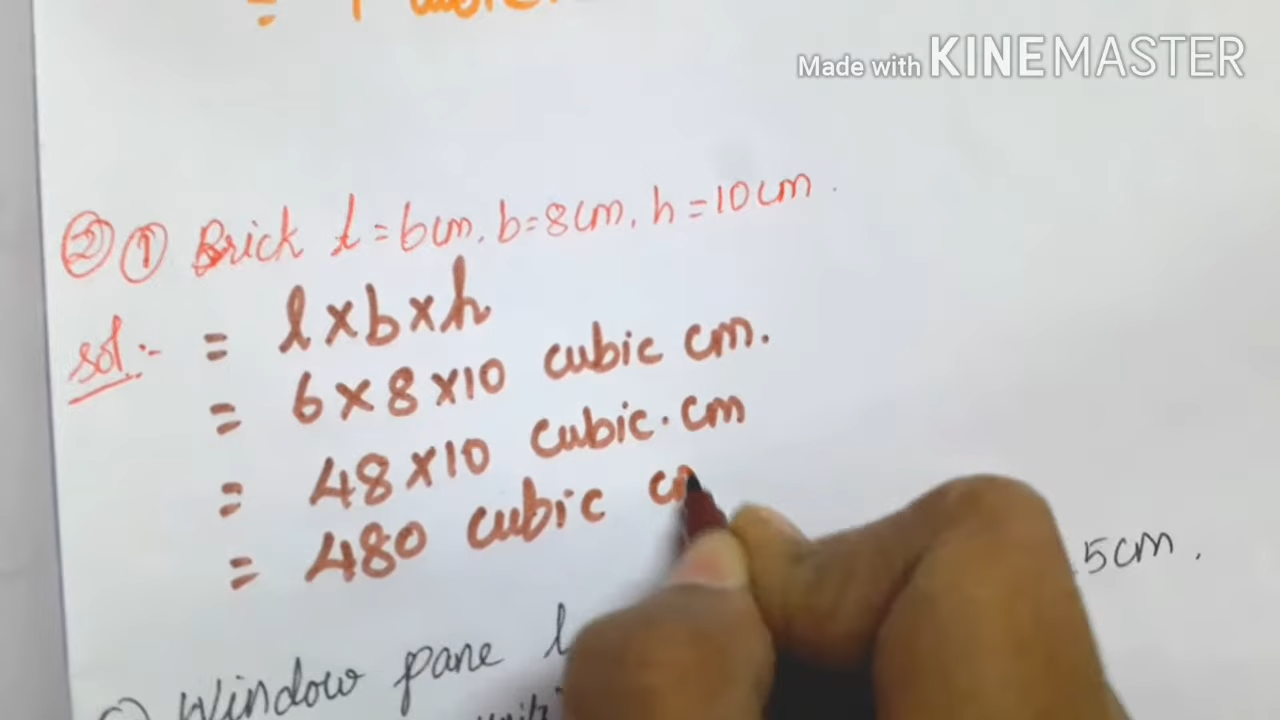 Made with KINEMASTER
② ① Brick l = 6cm, b=8cm, h=10cm.
Sol:- = l×b×h
= 6×8×10 cubic cm.
= 48×10 cubic.cm
= 480 cubic c
5cm.
Window pane l